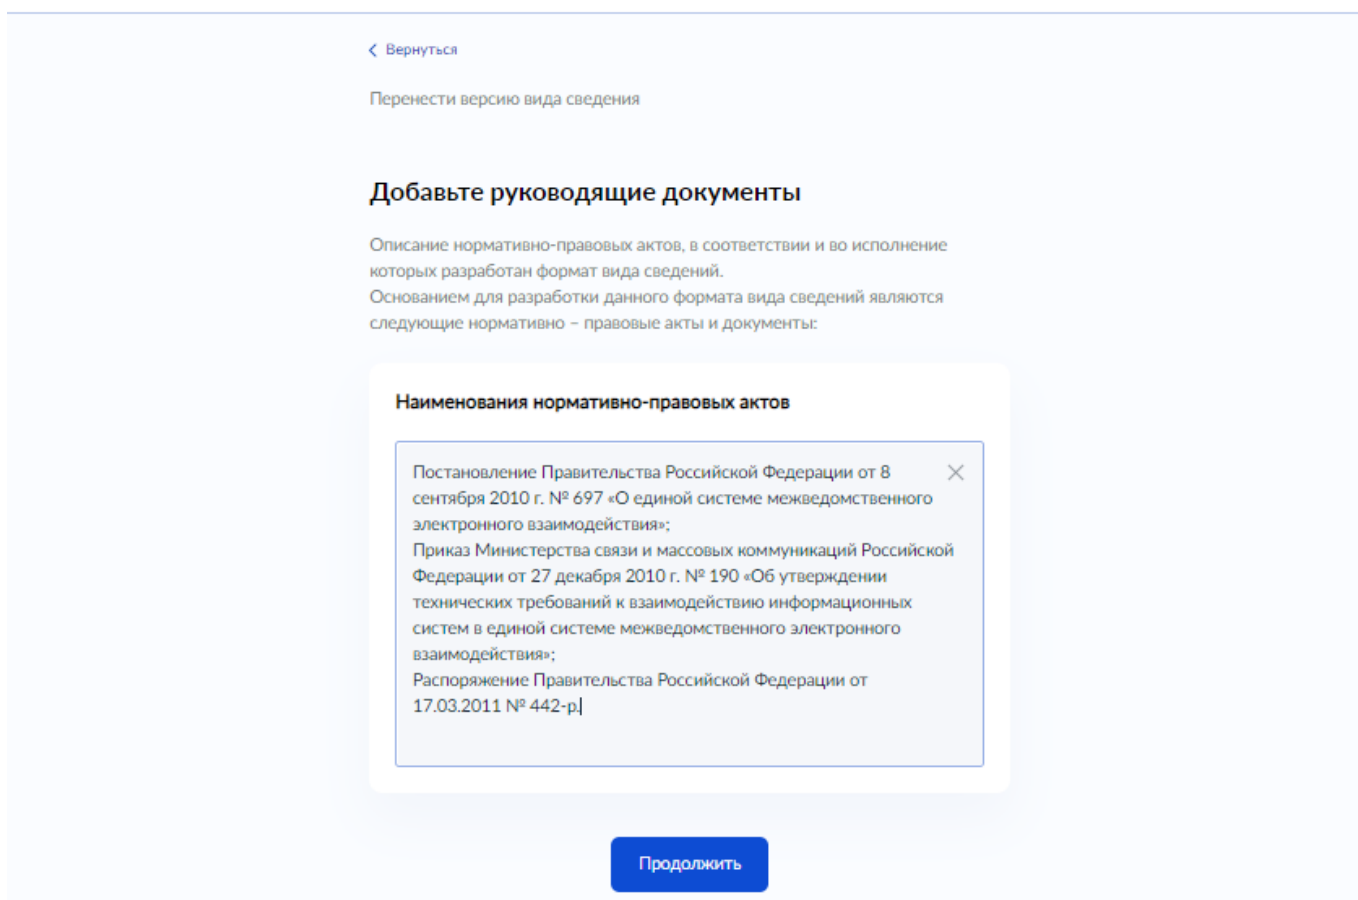 Вернуться
Перенести версию вида сведения
Добавьте руководящие документы
Описание нормативно-правовых актов, в соответствии и во исполнение
которых разработан формат вида сведений.
Основанием для разработки данного формата вида сведений являются
следующие нормативно – правовые акты и документы:
Наименования нормативно-правовых актов
Постановление Правительства Российской Федерации от 8
сентября 2010 г. № 697 «О единой системе межведомственного
электронного взаимодействия»;
Приказ Министерства связи и массовых коммуникаций Российской
Федерации от 27 декабря 2010 г. № 190 «Об утверждении
технических требований к взаимодействию информационных
систем в единой системе межведомственного электронного
взаимодействия»;
Распоряжение Правительства Российской Федерации от
17.03.2011 № 442-р.
Продолжить